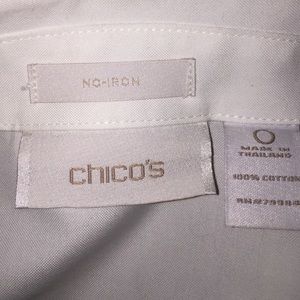 NO-IRON
chico's
0
MADE IN
THAILAND
100% COTTON